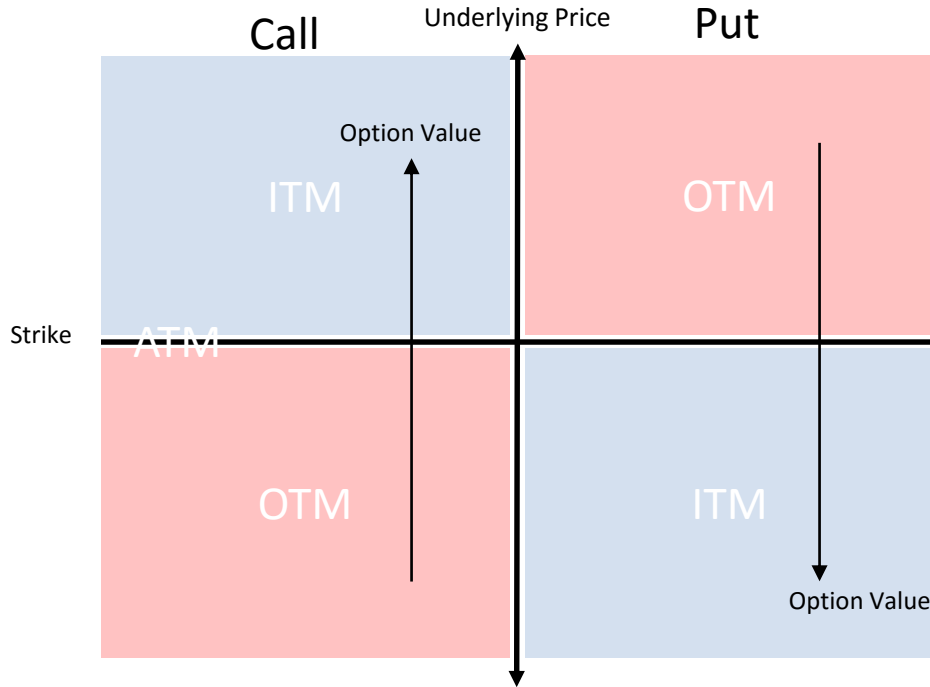 Call
Underlying Price
Put
Option Value
ITM
OTM
Strike
ATM
OTM
ITM
Option Value